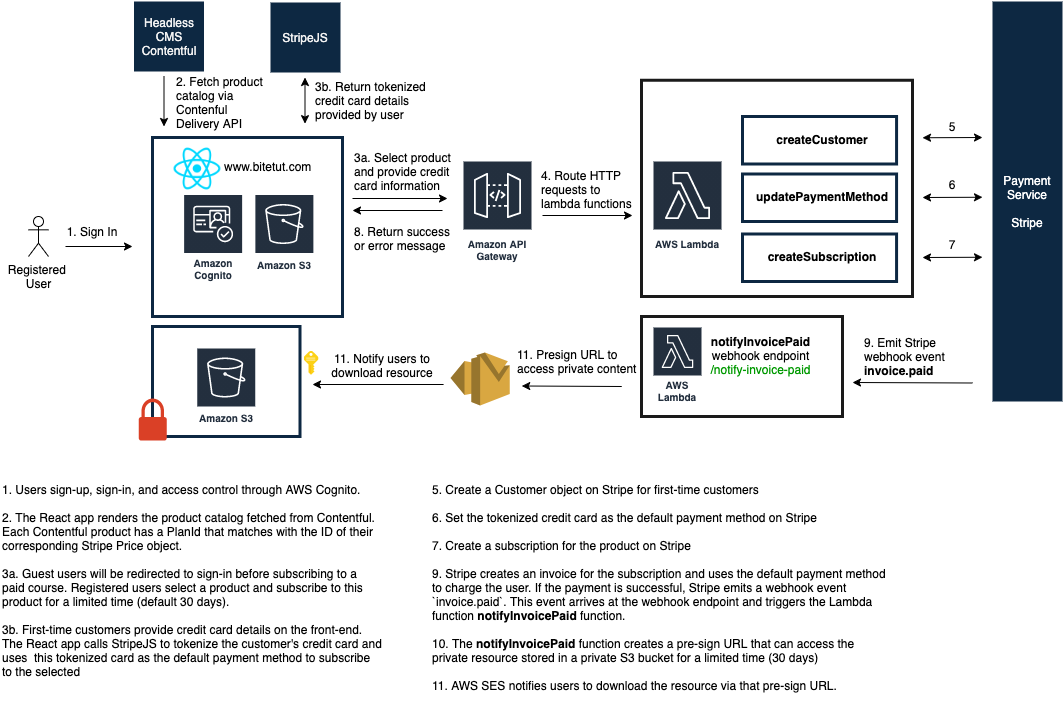 Headless
CMS
Contentful
StripeJS
2. Fetch product
catalog via
Contenful
Delivery API
3b. Return tokenized
credit card details
provided by user
www.bitetut.com
Amazon
Cognito
Amazon S3
1. Sign In
Registered
User
3a. Select product
and provide credit
card information
8. Return success
or error message
Amazon API
Gateway
4. Route HTTP
requests to
lambda functions
AWS Lambda
createCustomer
updatePaymentMethod
createSubscription
5
6
7
Payment
Service
Stripe
Amazon S3
11. Notify users to
download resource
11. Presign URL to
access private content
AWS
Lambda
notifyInvoicePaid
webhook endpoint
/notify-invoice-paid
9. Emit Stripe
webhook event
invoice.paid
1. Users sign-up, sign-in, and access control through AWS Cognito.
2. The React app renders the product catalog fetched from Contentful.
Each Contentful product has a PlanId that matches with the ID of their
corresponding Stripe Price object.
3a. Guest users will be redirected to sign-in before subscribing to a
paid course. Registered users select a product and subscribe to this
product for a limited time (default 30 days).
3b. First-time customers provide credit card details on the front-end.
The React app calls StripeJS to tokenize the customer's credit card and
uses  this tokenized card as the default payment method to subscribe
to the selected
5. Create a Customer object on Stripe for first-time customers
6. Set the tokenized credit card as the default payment method on Stripe
7. Create a subscription for the product on Stripe
9. Stripe creates an invoice for the subscription and uses the default payment method
to charge the user. If the payment is successful, Stripe emits a webhook event
`invoice.paid`. This event arrives at the webhook endpoint and triggers the Lambda
function notifyInvoicePaid function.
10. The notifyInvoicePaid function creates a pre-sign URL that can access the
private resource stored in a private S3 bucket for a limited time (30 days)
11. AWS SES notifies users to download the resource via that pre-sign URL.